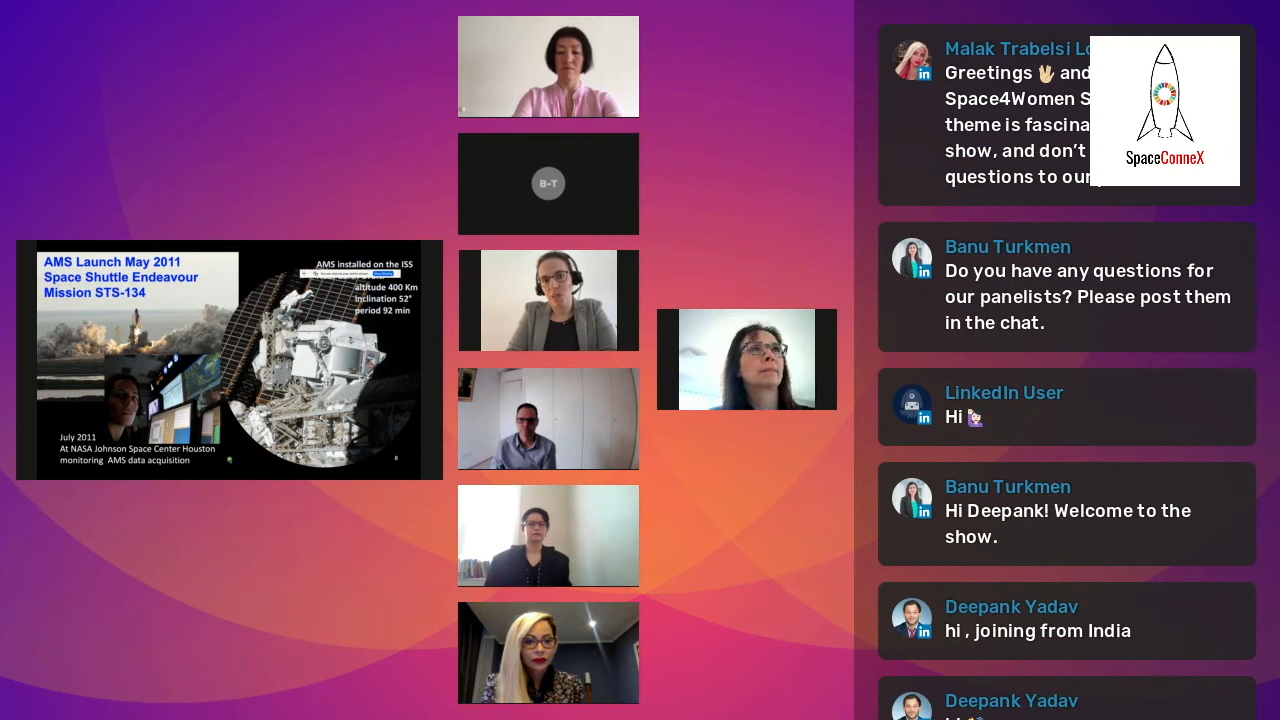 AMS Launch May 2011
Space Shuttle Endeavour
Mission STS-134
AMS installed on the ISS
altitude 400 Km
Inclination 52°
period 92 min
July 2011
At NASA Johnson Space Center Houston
monitoring AMS data acquisition
8
B-T
Malak Trabelsi Lo
Greetings 🖖🏼 and
Space4Women S
theme is fascina
show, and don't
questions to our
SpaceConneX
Banu Turkmen
Do you have any questions for
our panelists? Please post them
in the chat.
LinkedIn User
Hi 🙋🏻‍♀️
Banu Turkmen
Hi Deepank! Welcome to the
show.
Deepank Yadav
hi , joining from India
Deepank Yadav